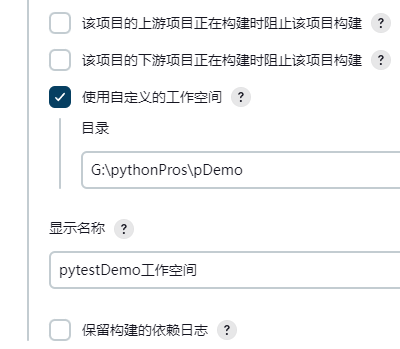 该项目的上游项目正在构建时阻止该项目构建 ?
该项目的下游项目正在构建时阻止该项目构建 ?
使用自定义的工作空间 ?
目录
G:\pythonPros\pDemo
显示名称 ?
pytestDemo工作空间
保留构建的依赖日志 ?